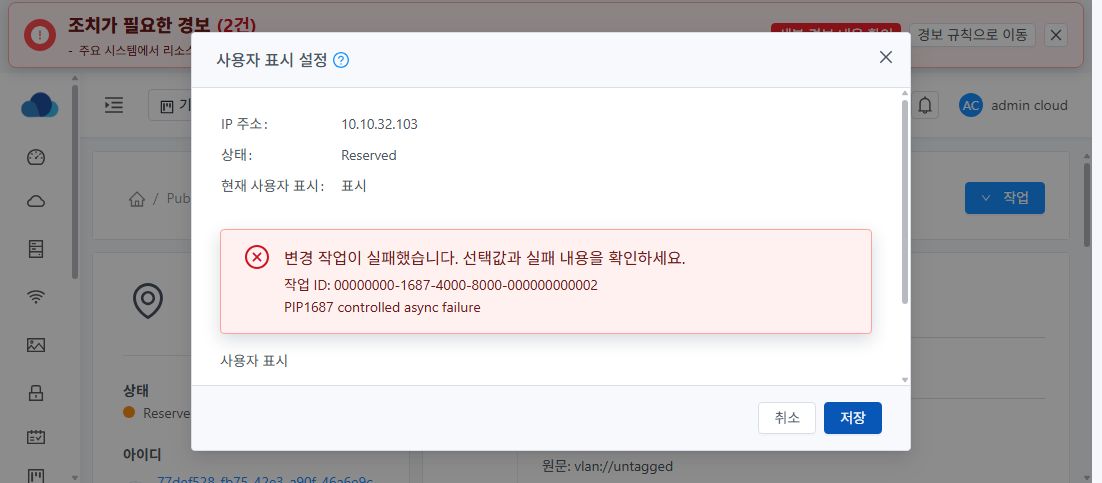 조치가 필요한 경보 (2건)
- 주요 시스템에서 리소스
경보 규칙으로 이동
사용자 표시 설정
IP 주소: 10.10.32.103
상태: Reserved
현재 사용자 표시: 표시
변경 작업이 실패했습니다. 선택값과 실패 내용을 확인하세요.
작업 ID: 00000000-1687-4000-8000-000000000002
PIP1687 controlled async failure
사용자 표시
취소 저장
AC admin cloud
/ Pub
작업
상태
Reserve
아이디
원문: vlan://untagged